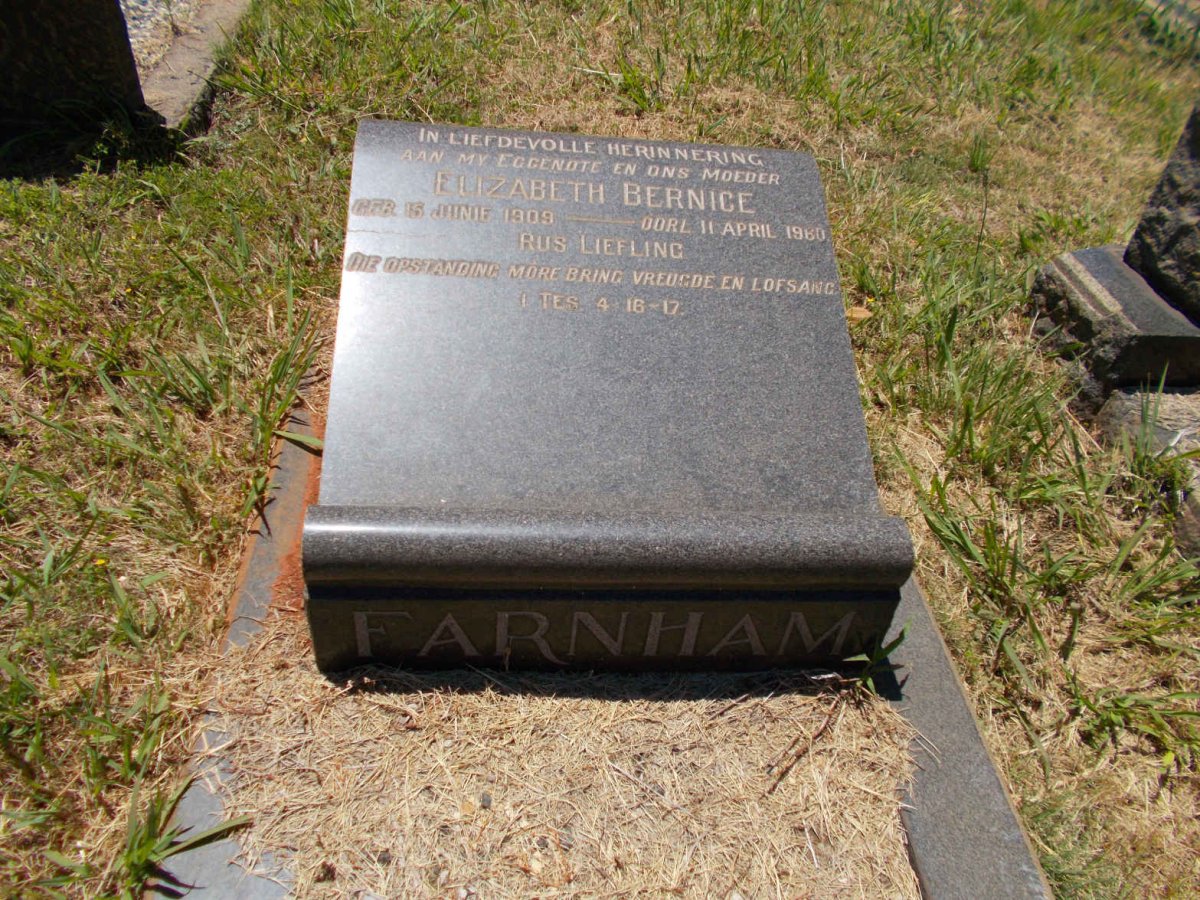 IN LIEFDEVOLLE HERINNERING
AAN MY EGGENOTE EN ONS MOEDER
ELIZABETH BERNICE
GEB. 15 JUNIE 1909 —— OORL 11 APRIL 1960
RUS LIEFLING
DIE OPSTANDING MÔRE BRING VREUGDE EN LOFSANG.
1 TES 4 16-17.
FARNHAM